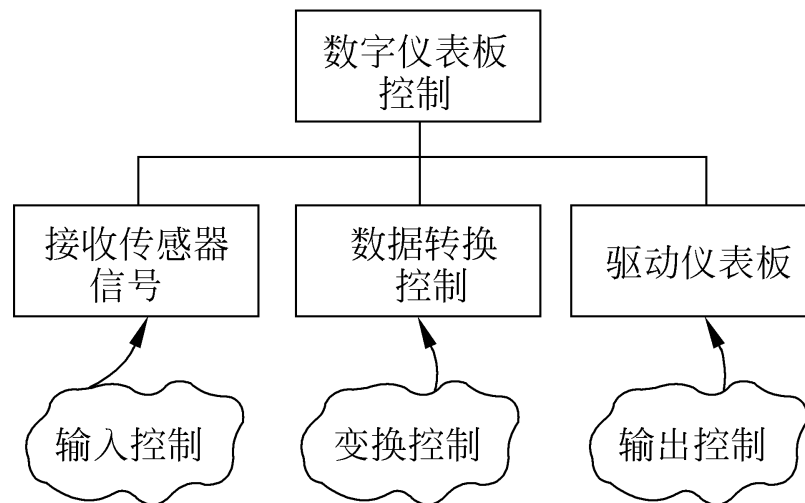 数字仪表板
控制
接收传感器
信号
数据转换
控制
驱动仪表板
输入控制
变换控制
输出控制